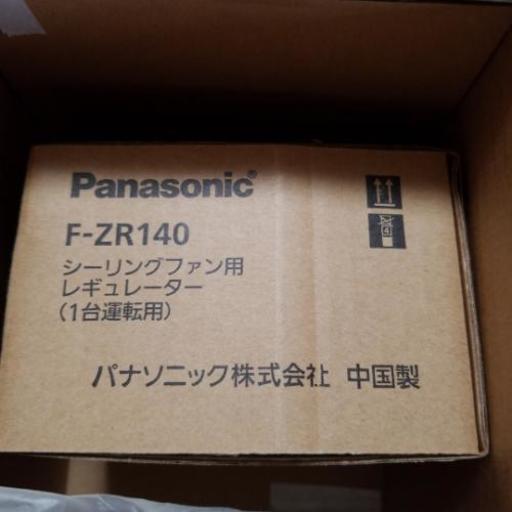 Panasonic
F-ZR140
シーリングファン用
レギュレーター
(1台運転用)
パナソニック株式会社 中国製